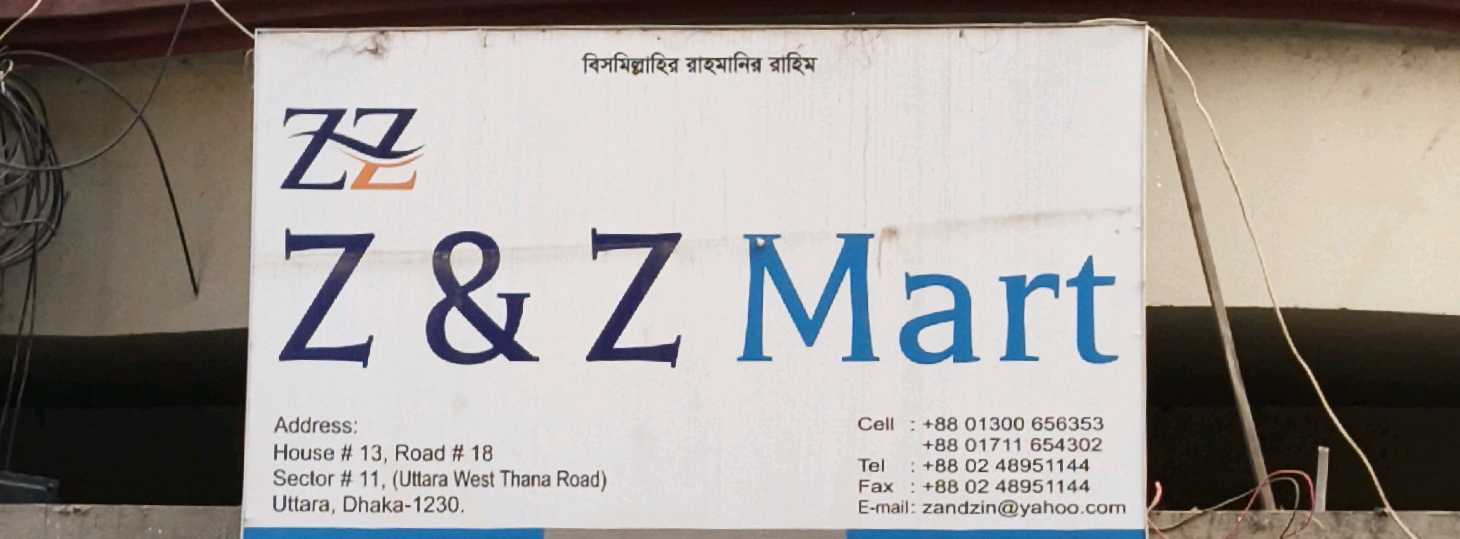 বিসমিল্লাহির রাহমানির রাহিম
ZZ
Z & Z Mart
Address:
House # 13, Road # 18
Sector # 11, (Uttara West Thana Road)
Uttara, Dhaka-1230.
Cell : +88 01300 656353
+88 01711 654302
Tel : +88 02 48951144
Fax : +88 02 48951144
E-mail: zandzin@yahoo.com